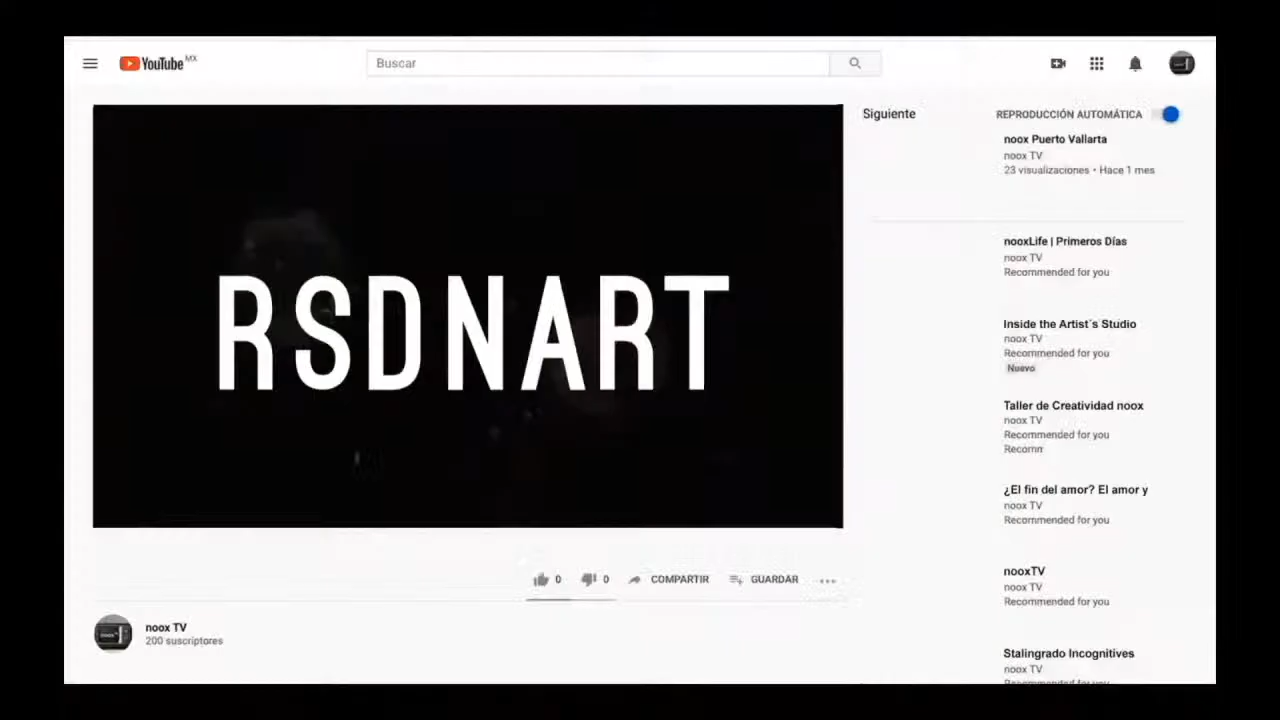 YouTube MX
Buscar
RSDNART
0
0
COMPARTIR
GUARDAR
noox TV
200 suscriptores
Siguiente
REPRODUCCIÓN AUTOMÁTICA
noox Puerto Vallarta
noox TV
23 visualizaciones • Hace 1 mes
nooxLife | Primeros Días
noox TV
Recommended for you
Inside the Artist´s Studio
noox TV
Recommended for you
Nuevo
Taller de Creatividad noox
noox TV
Recommended for you
Recomm
¿El fin del amor? El amor y
noox TV
Recommended for you
nooxTV
noox TV
Recommended for you
Stalingrado Incognitives
noox TV
Recommended for you